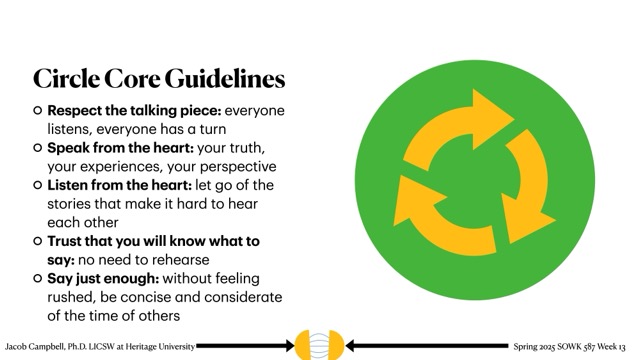 Circle Core Guidelines
Respect the talking piece: everyone
listens, everyone has a turn
Speak from the heart: your truth,
your experiences, your perspective
Listen from the heart: let go of the
stories that make it hard to hear
each other
Trust that you will know what to
say: no need to rehearse
Say just enough: without feeling
rushed, be concise and considerate
of the time of others
Jacob Campbell, Ph.D. LICSW at Heritage University
Spring 2025 SOWK 587 Week 13